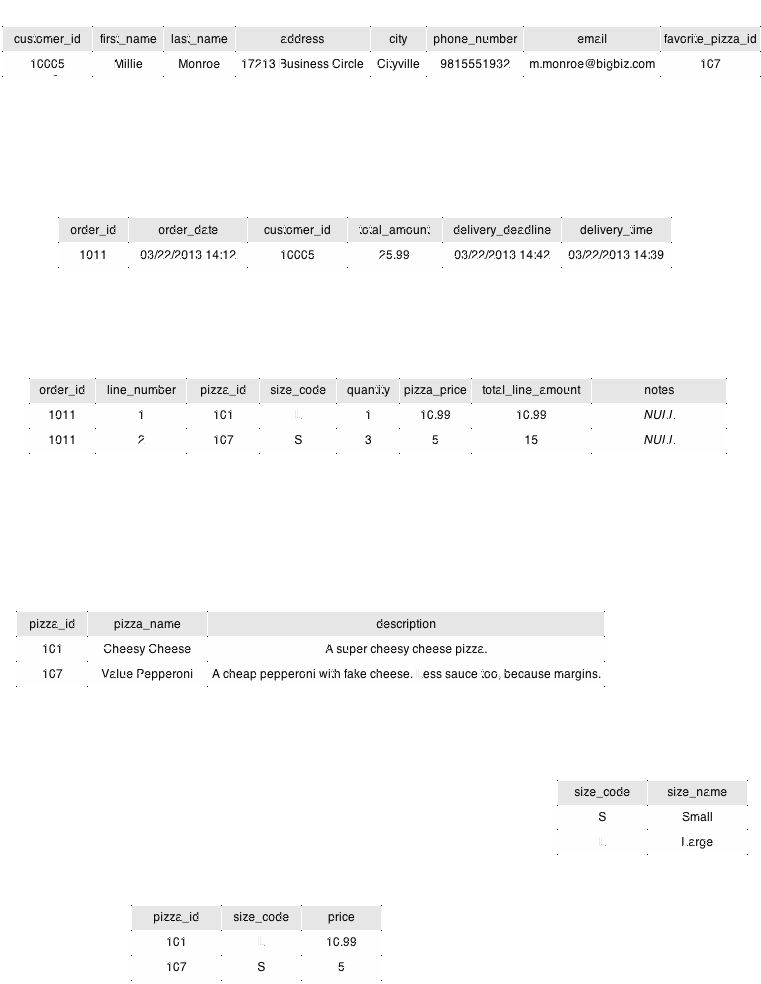 customer_id first_name last_name address city phone_number email favorite_pizza_id
10005 Millie Monroe 17213 Business Circle Cityville 9815551932 m.monroe@bigbiz.com 107
order_id order_date customer_id total_amount delivery_deadline delivery_time
1011 03/22/2013 14:12 10005 25.99 03/22/2013 14:42 03/22/2013 14:39
order_id line_number pizza_id size_code quantity pizza_price total_line_amount notes
1011 1 101 L 1 10.99 10.99 NULL
1011 2 107 S 3 5 15 NULL
pizza_id pizza_name description
101 Cheesy Cheese A super cheesy cheese pizza.
107 Value Pepperoni A cheap pepperoni with fake cheese. Less sauce too, because margins.
size_code size_name
S Small
L Large
pizza_id size_code price
101 L 10.99
107 S 5